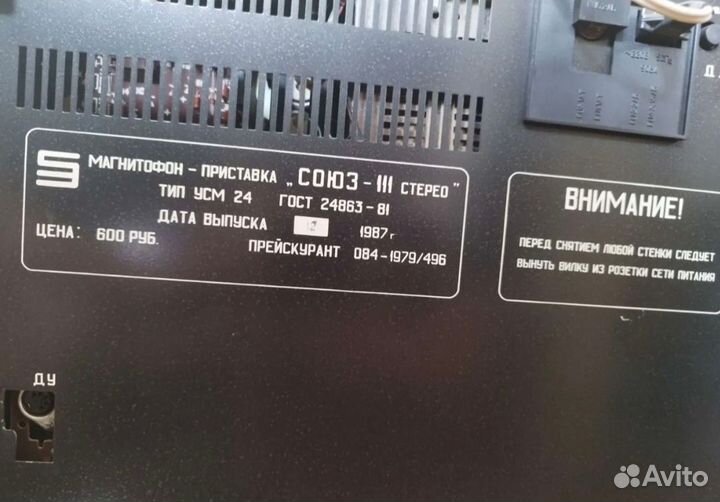 МАГНИТОФОН - ПРИСТАВКА „СОЮЗ-111 СТЕРЕО"
ТИП УСМ 24 ГОСТ 24863-81
ДАТА ВЫПУСКА 1987г
ЦЕНА: 600 РУБ.
ПРЕЙСКУРАНТ 084-1979/496
ВНИМАНИЕ!
ПЕРЕД СНЯТИЕМ ЛЮБОЙ СТЕНКИ СЛЕДУЕТ
ВЫНУТЬ ВИЛКУ ИЗ РОЗЕТКИ СЕТИ ПИТАНИЯ
ДУ
Avito